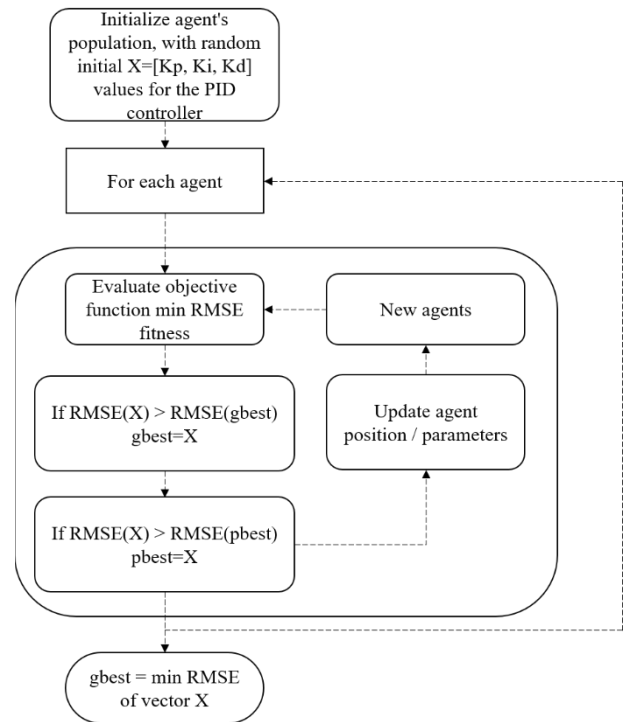 Initialize agent's
population, with random
initial X=[Kp, Ki, Kd]
values for the PID
controller
For each agent
Evaluate objective
function min RMSE
fitness
New agents
If RMSE(X) > RMSE(gbest)
gbest=X
Update agent
position / parameters
If RMSE(X) > RMSE(pbest)
pbest=X
gbest = min RMSE
of vector X